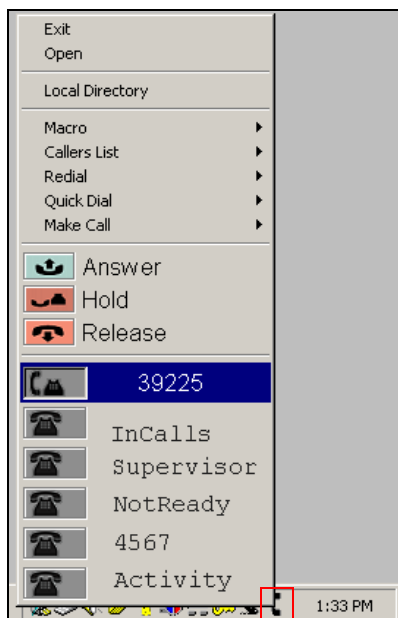 Exit
Open
Local Directory
Macro
Callers List
Redial
Quick Dial
Make Call
Answer
Hold
Release
39225
InCalls
Supervisor
NotReady
4567
Activity
1:33 PM